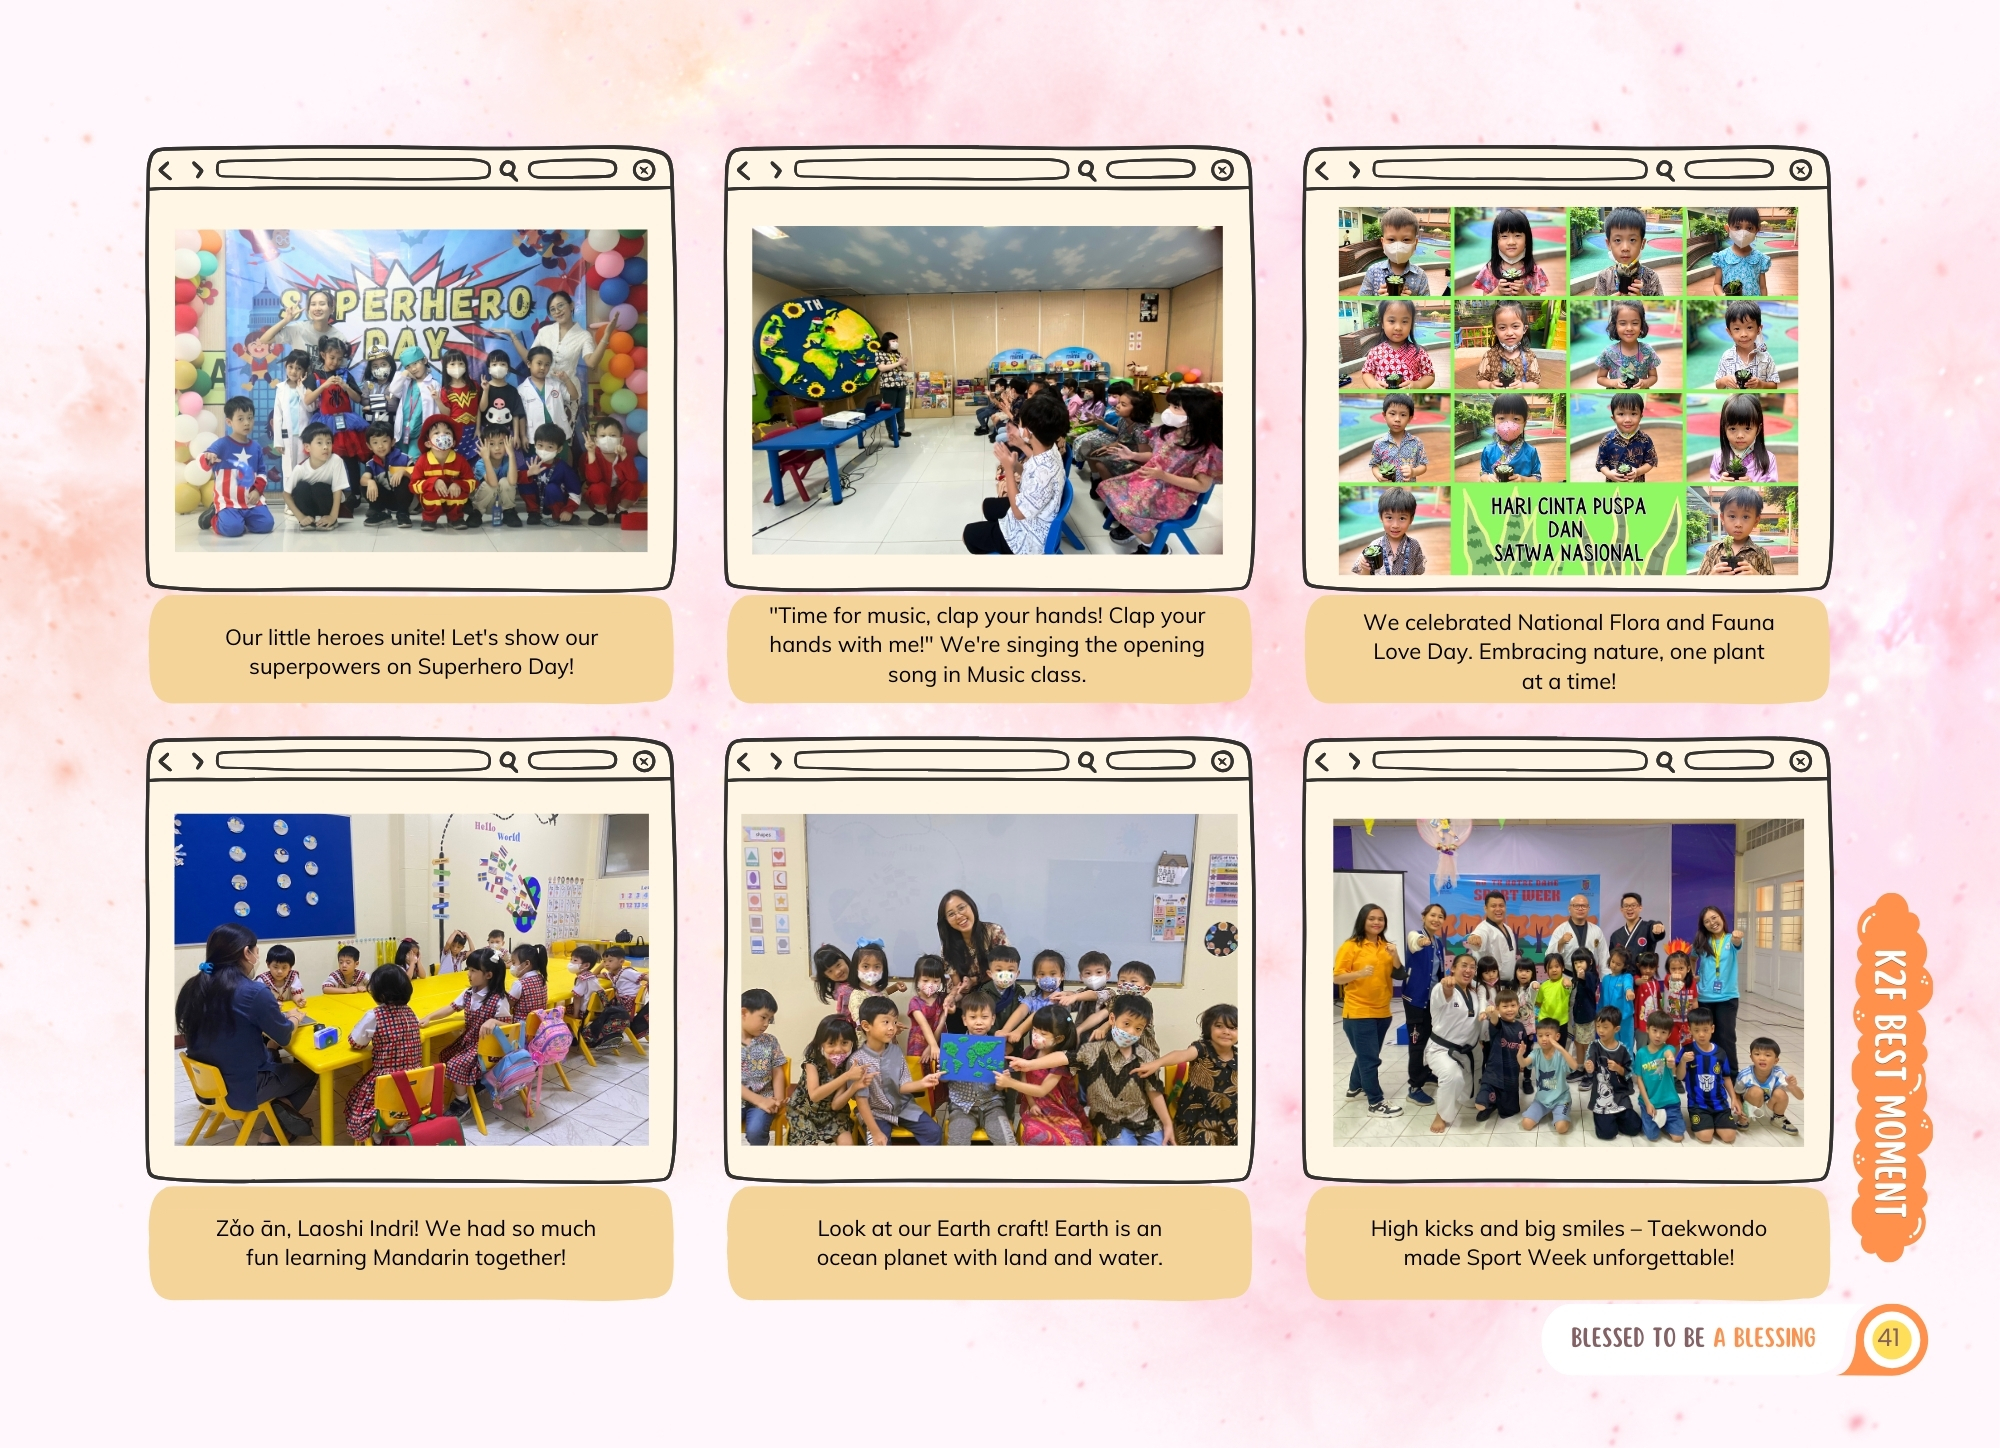 SUPERHERO
DAY
Our little heroes unite! Let's show our
superpowers on Superhero Day!
TH
"Time for music, clap your hands! Clap your
hands with me!" We're singing the opening
song in Music class.
HARI CINTA PUSPA
DAN
SATWA NASIONAL
We celebrated National Flora and Fauna
Love Day. Embracing nature, one plant
at a time!
Hello
World
Zǎo ān, Laoshi Indri! We had so much
fun learning Mandarin together!
shapes
Look at our Earth craft! Earth is an
ocean planet with land and water.
SPORT WEEK
High kicks and big smiles – Taekwondo
made Sport Week unforgettable!
K2F BEST MOMENT
BLESSED TO BE A BLESSING
41